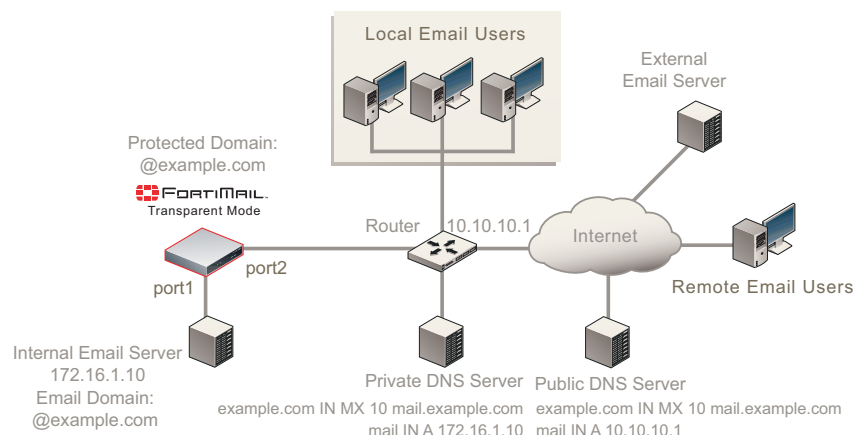 Local Email Users
External
Email Server
Protected Domain:
@example.com
FORTIMAIL
Transparent Mode
Router
10.10.10.1
Internet
port2
port1
Remote Email Users
Internal Email Server
172.16.1.10
Email Domain:
@example.com
Private DNS Server
example.com IN MX 10 mail.example.com
mail IN A 172.16.1.10
Public DNS Server
example.com IN MX 10 mail.example.com
mail IN A 10.10.10.1